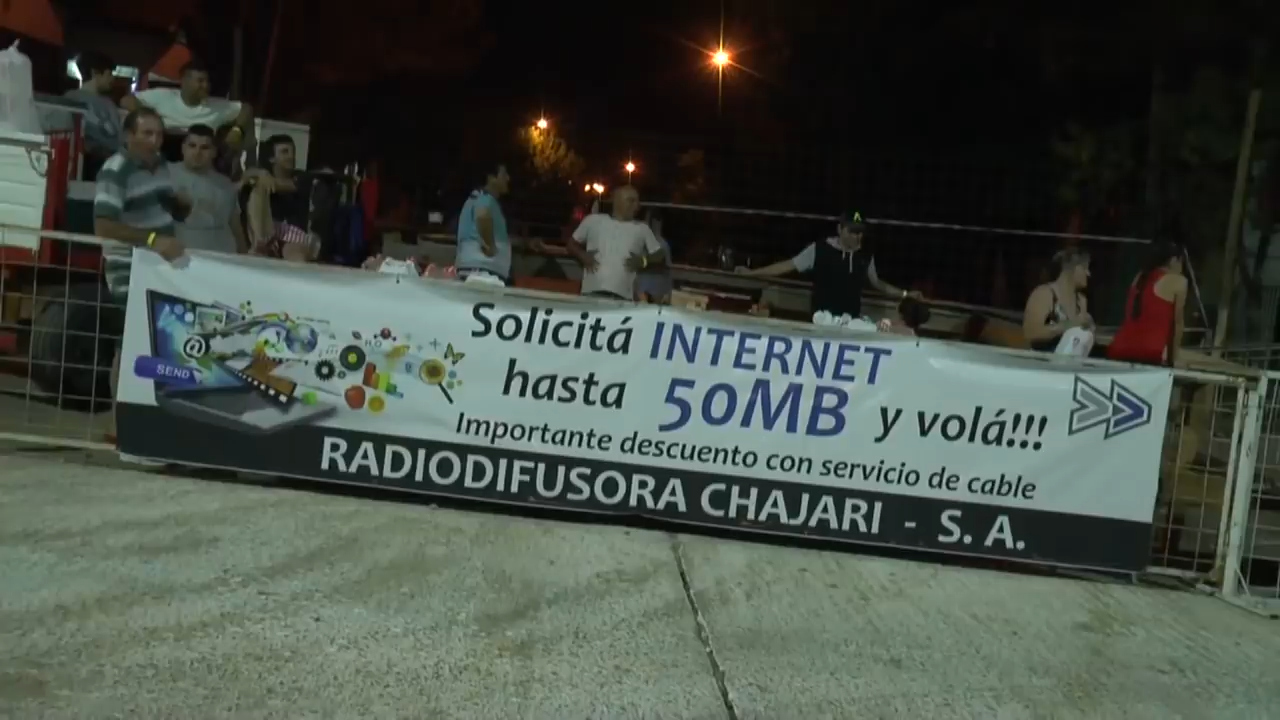 Solicitá INTERNET
hasta 50MB y volá!!!
Importante descuento con servicio de cable
RADIODIFUSORA CHAJARI - S. A.
@
SEND